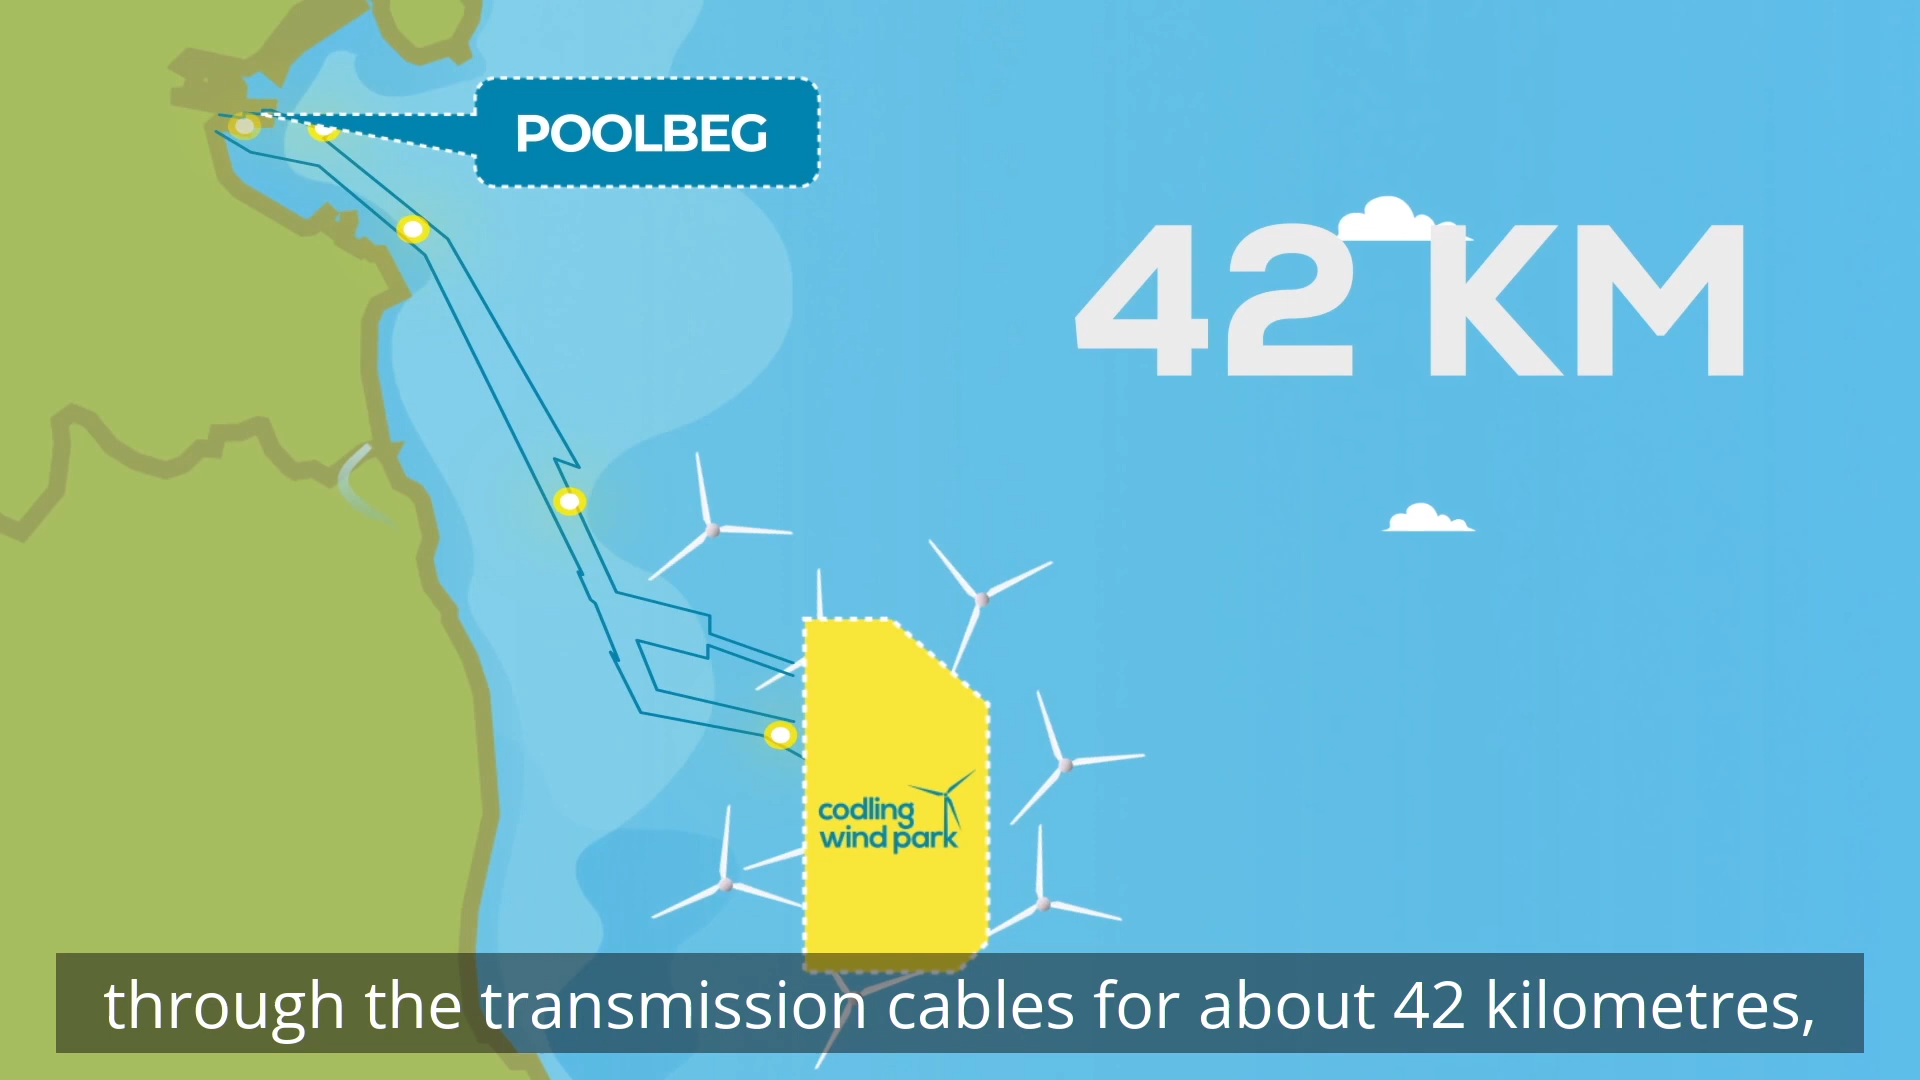 POOLBEG
42 KM
codling
wind park
through the transmission cables for about 42 kilometres,